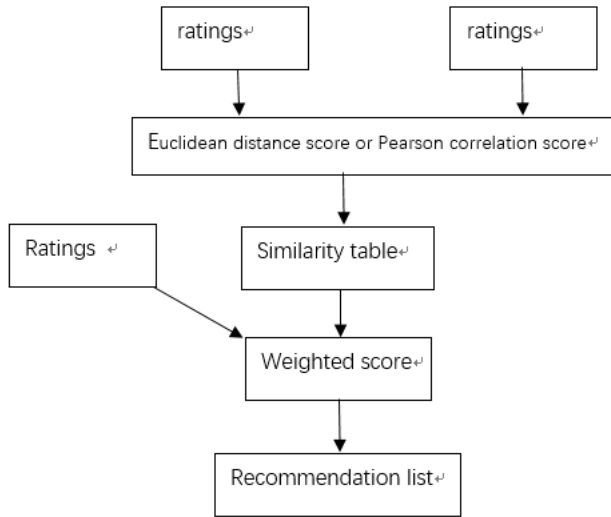 ratings↵
ratings↵
Euclidean distance score or Pearson correlation score↵
Ratings ↵
Similarity table↵
Weighted score↵
Recommendation list↵